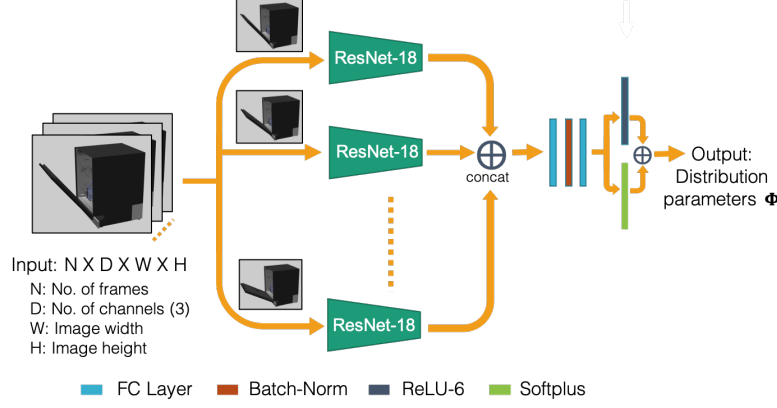 ResNet-18
ResNet-18
concat
Output:
Distribution
parameters Φ
Input: N X D X W X H
N: No. of frames
D: No. of channels (3)
W: Image width
H: Image height
ResNet-18
FC Layer
Batch-Norm
ReLU-6
Softplus